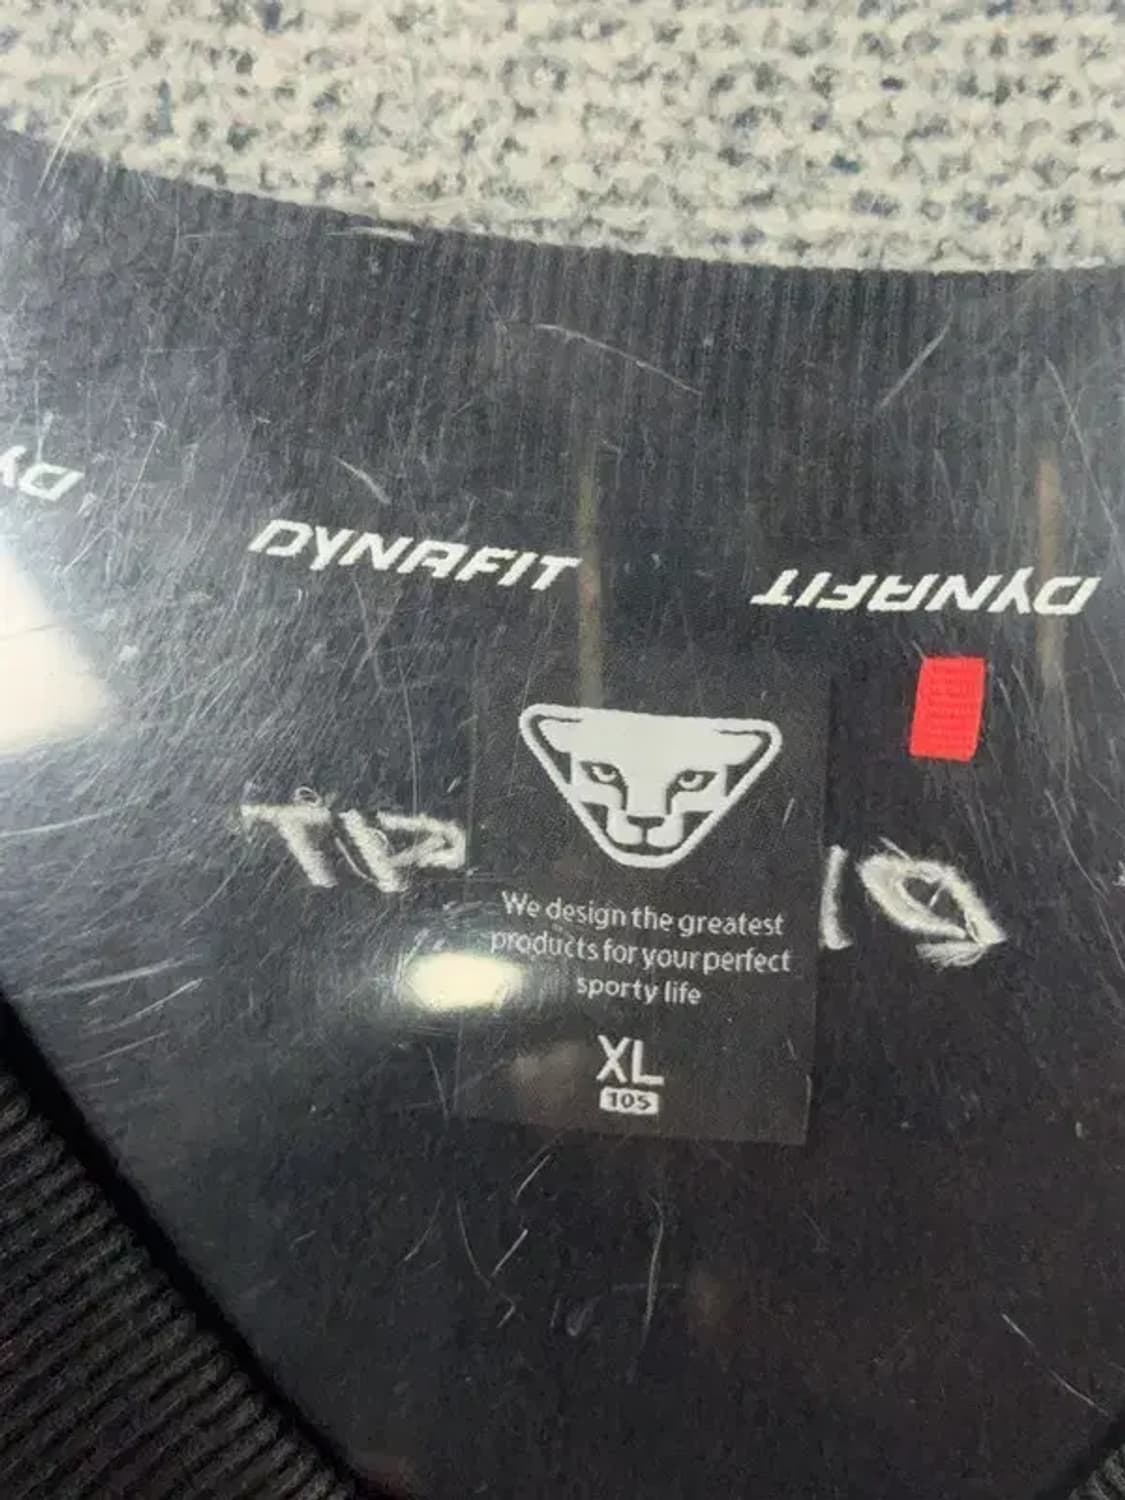 DYNAFIT
DYNAFIT
We design the greatest
products for your perfect
sporty life
XL
105